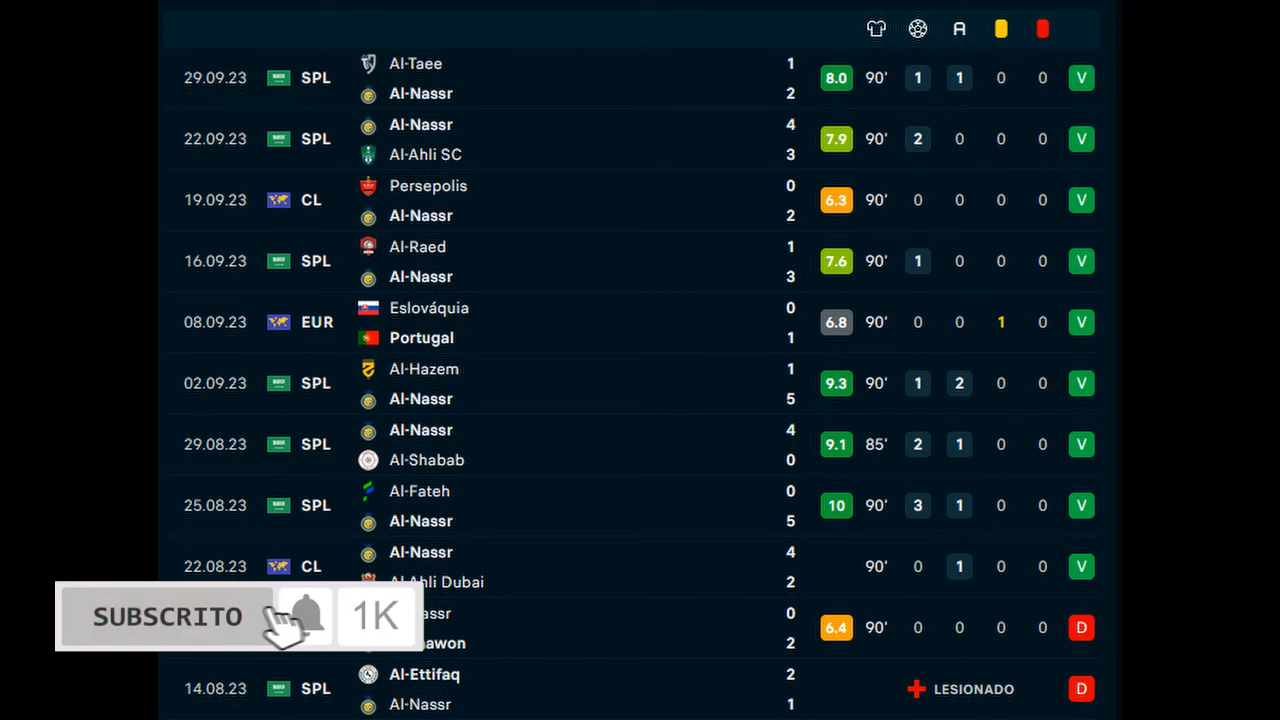 A
29.09.23 SPL Al-Taee 1 8.0 90' 1 1 0 0 V
Al-Nassr 2
22.09.23 SPL Al-Nassr 4 7.9 90' 2 0 0 0 V
Al-Ahli SC 3
19.09.23 CL Persepolis 0 6.3 90' 0 0 0 0 V
Al-Nassr 2
16.09.23 SPL Al-Raed 1 7.6 90' 1 0 0 0 V
Al-Nassr 3
08.09.23 EUR Eslováquia 0 6.8 90' 0 0 1 0 V
Portugal 1
02.09.23 SPL Al-Hazem 1 9.3 90' 1 2 0 0 V
Al-Nassr 5
29.08.23 SPL Al-Nassr 4 9.1 85' 2 1 0 0 V
Al-Shabab 0
25.08.23 SPL Al-Fateh 0 10 90' 3 1 0 0 V
Al-Nassr 5
22.08.23 CL Al-Nassr 4 90' 0 1 0 0 V
Al-Ahli Dubai 2
SUBSCRITO 1K
0 6.4 90' 0 0 0 0 D
2
14.08.23 SPL Al-Ettifaq 2 LESIONADO D
Al-Nassr 1